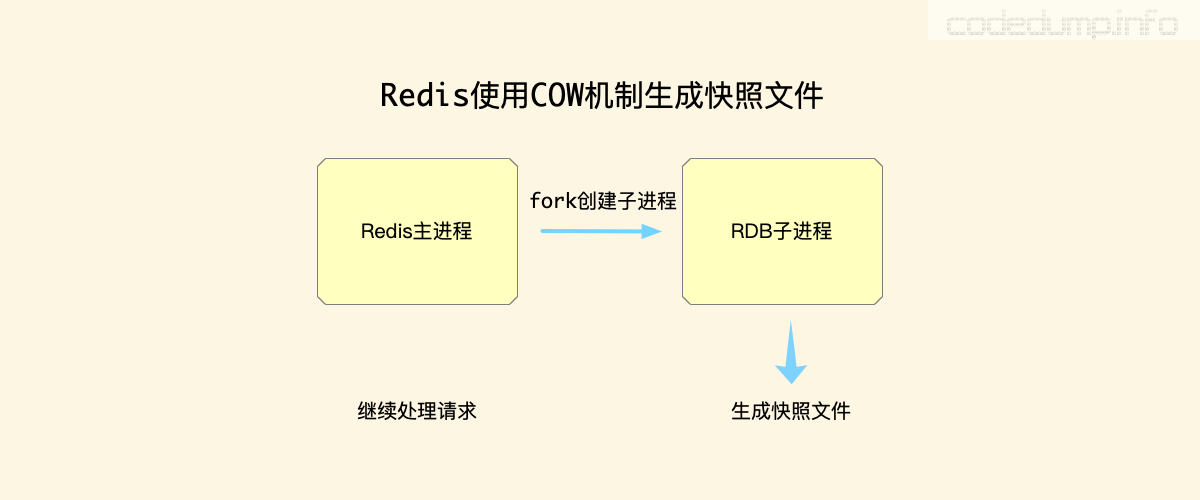 codedump.info
Redis使用COW机制生成快照文件
fork创建子进程
Redis主进程
RDB子进程
继续处理请求
生成快照文件